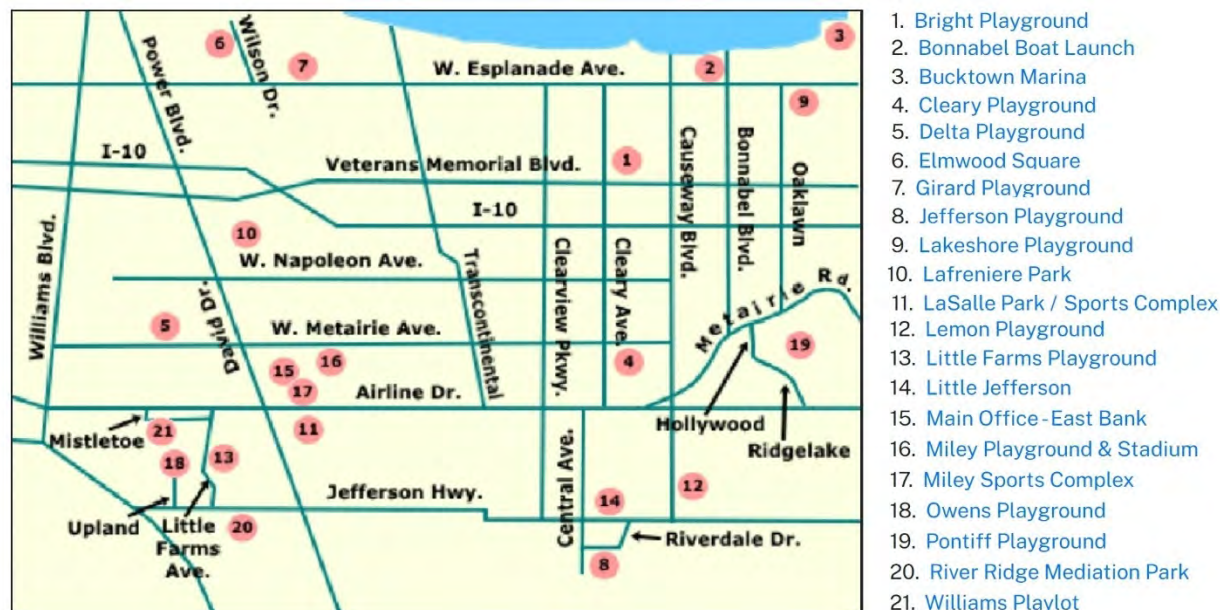 6
Wilson Dr.
7
Power Blvd.
W. Esplanade Ave.
2
3
9
I-10
Veterans Memorial Blvd.
1
Causeway Blvd.
Bonnabel Blvd.
Oaklawn
I-10
Williams Blvd.
10
W. Napoleon Ave.
Transcontinental
Clearview Pkwy.
Cleary Ave.
Metairie Rd.
5
David Dr.
W. Metairie Ave.
15
16
17
4
19
Airline Dr.
Mistletoe
21
11
Hollywood
Ridgelake
18
13
Central Ave.
12
Jefferson Hwy.
14
Upland
Little
Farms
Ave.
20
Riverdale Dr.
8
1. Bright Playground
2. Bonnabel Boat Launch
3. Bucktown Marina
4. Cleary Playground
5. Delta Playground
6. Elmwood Square
7. Girard Playground
8. Jefferson Playground
9. Lakeshore Playground
10. Lafreniere Park
11. LaSalle Park / Sports Complex
12. Lemon Playground
13. Little Farms Playground
14. Little Jefferson
15. Main Office - East Bank
16. Miley Playground & Stadium
17. Miley Sports Complex
18. Owens Playground
19. Pontiff Playground
20. River Ridge Mediation Park
21. Williams Playlot